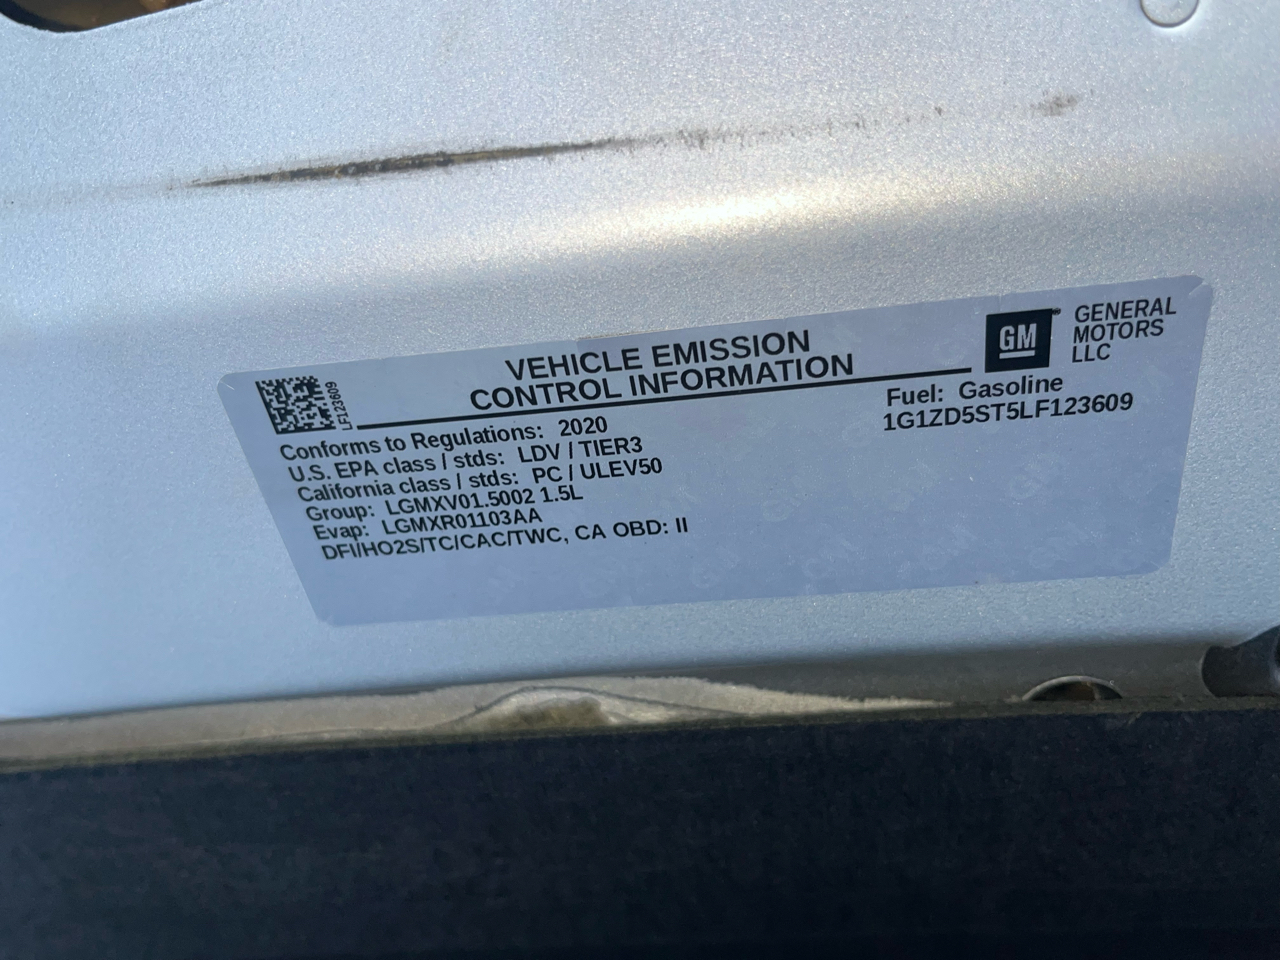 VEHICLE EMISSION
CONTROL INFORMATION
GM
GENERAL
MOTORS
LLC
LF123609
Fuel: Gasoline
1G1ZD5ST5LF123609
Conforms to Regulations: 2020
U.S. EPA class / stds: LDV / TIER3
California class / stds: PC / ULEV50
Group: LGMXV01.5002 1.5L
Evap: LGMXR01103AA
DFI/HO2S/TC/CAC/TWC, CA OBD: II